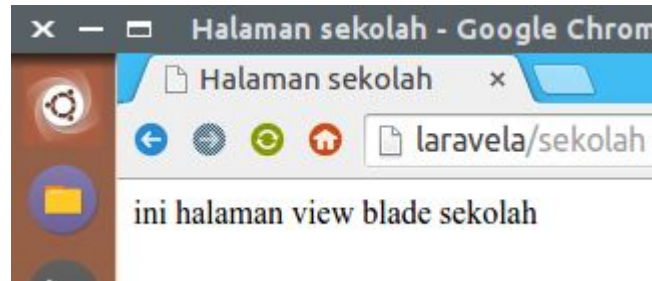 Halaman sekolah - Google Chrom
Halaman sekolah
laravela/sekolah
ini halaman view blade sekolah